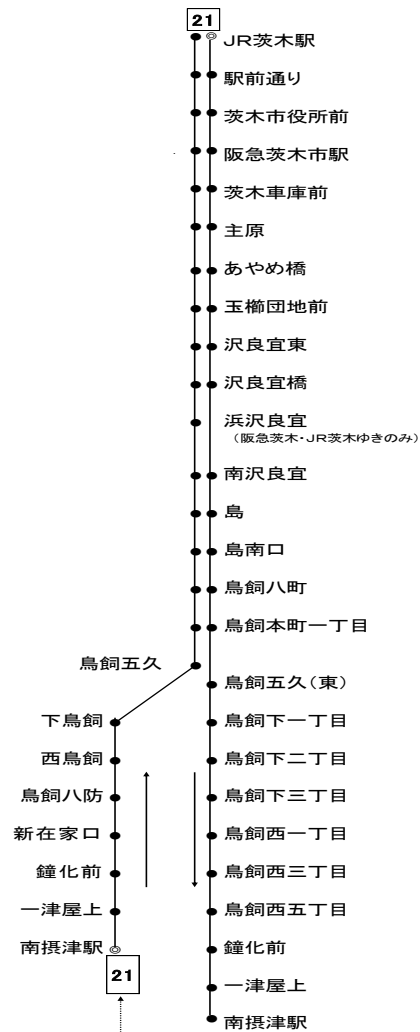 21
JR茨木駅
駅前通り
茨木市役所前
阪急茨木市駅
茨木車庫前
主原
あやめ橋
玉櫛団地前
沢良宜東
沢良宜橋
浜沢良宜
（阪急茨木・JR茨木ゆきのみ）
南沢良宜
島
島南口
鳥飼八町
鳥飼本町一丁目
鳥飼五久
鳥飼五久（東）
下鳥飼
鳥飼下一丁目
西鳥飼
鳥飼下二丁目
鳥飼八防
鳥飼下三丁目
新在家口
鳥飼西一丁目
鐘化前
鳥飼西三丁目
一津屋上
鳥飼西五丁目
南摂津駅
鐘化前
21
一津屋上
南摂津駅